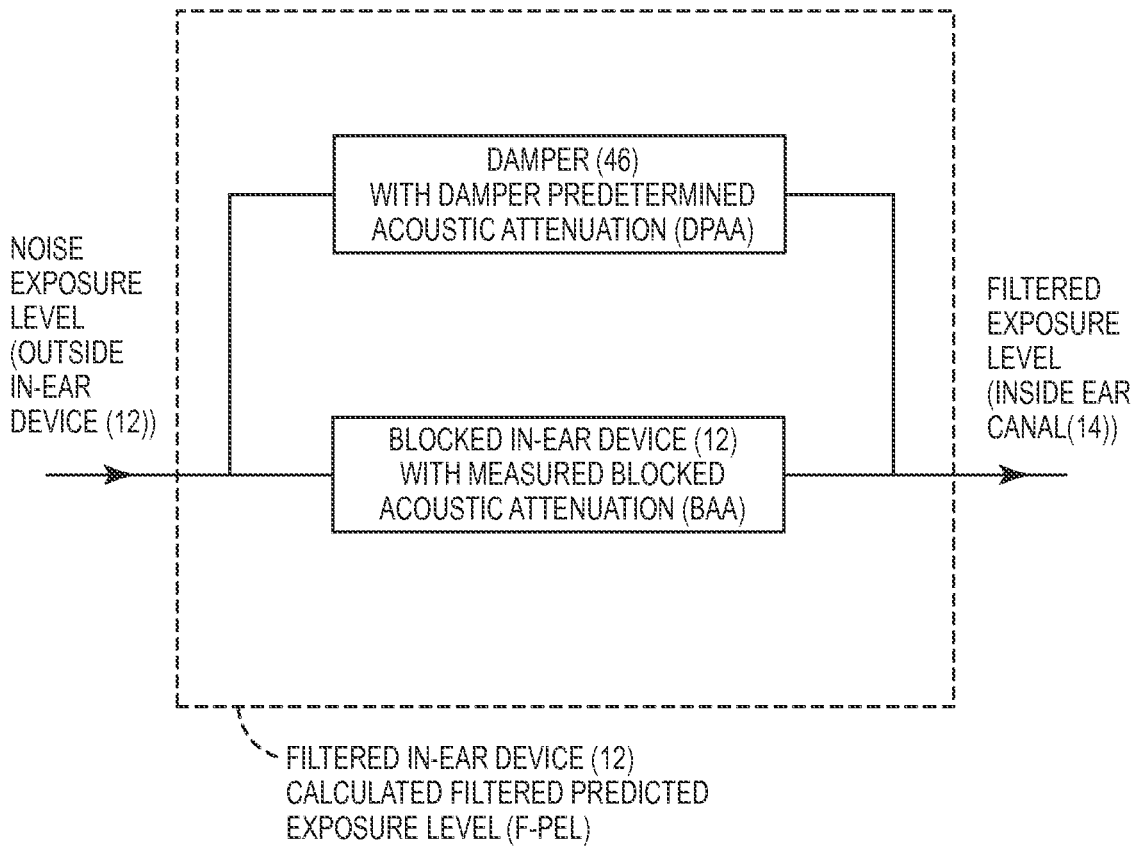 DAMPER (46)
WITH DAMPER PREDETERMINED
ACOUSTIC ATTENUATION (DPAA)
NOISE
EXPOSURE
LEVEL
(OUTSIDE
IN-EAR
DEVICE (12))
BLOCKED IN-EAR DEVICE (12)
WITH MEASURED BLOCKED
ACOUSTIC ATTENUATION (BAA)
FILTERED
EXPOSURE
LEVEL
(INSIDE EAR
CANAL(14))
FILTERED IN-EAR DEVICE (12)
CALCULATED FILTERED PREDICTED
EXPOSURE LEVEL (F-PEL)